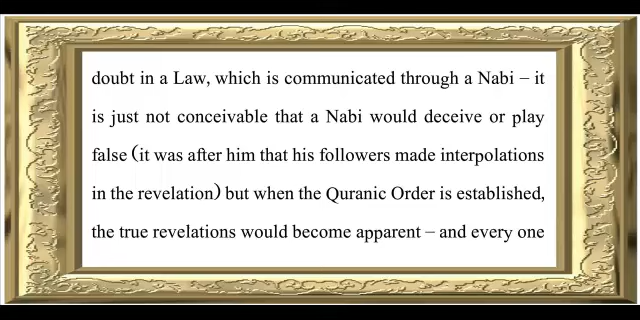 doubt in a Law, which is communicated through a Nabi – it
is just not conceivable that a Nabi would deceive or play
false (it was after him that his followers made interpolations
in the revelation) but when the Quranic Order is established,
the true revelations would become apparent – and every one